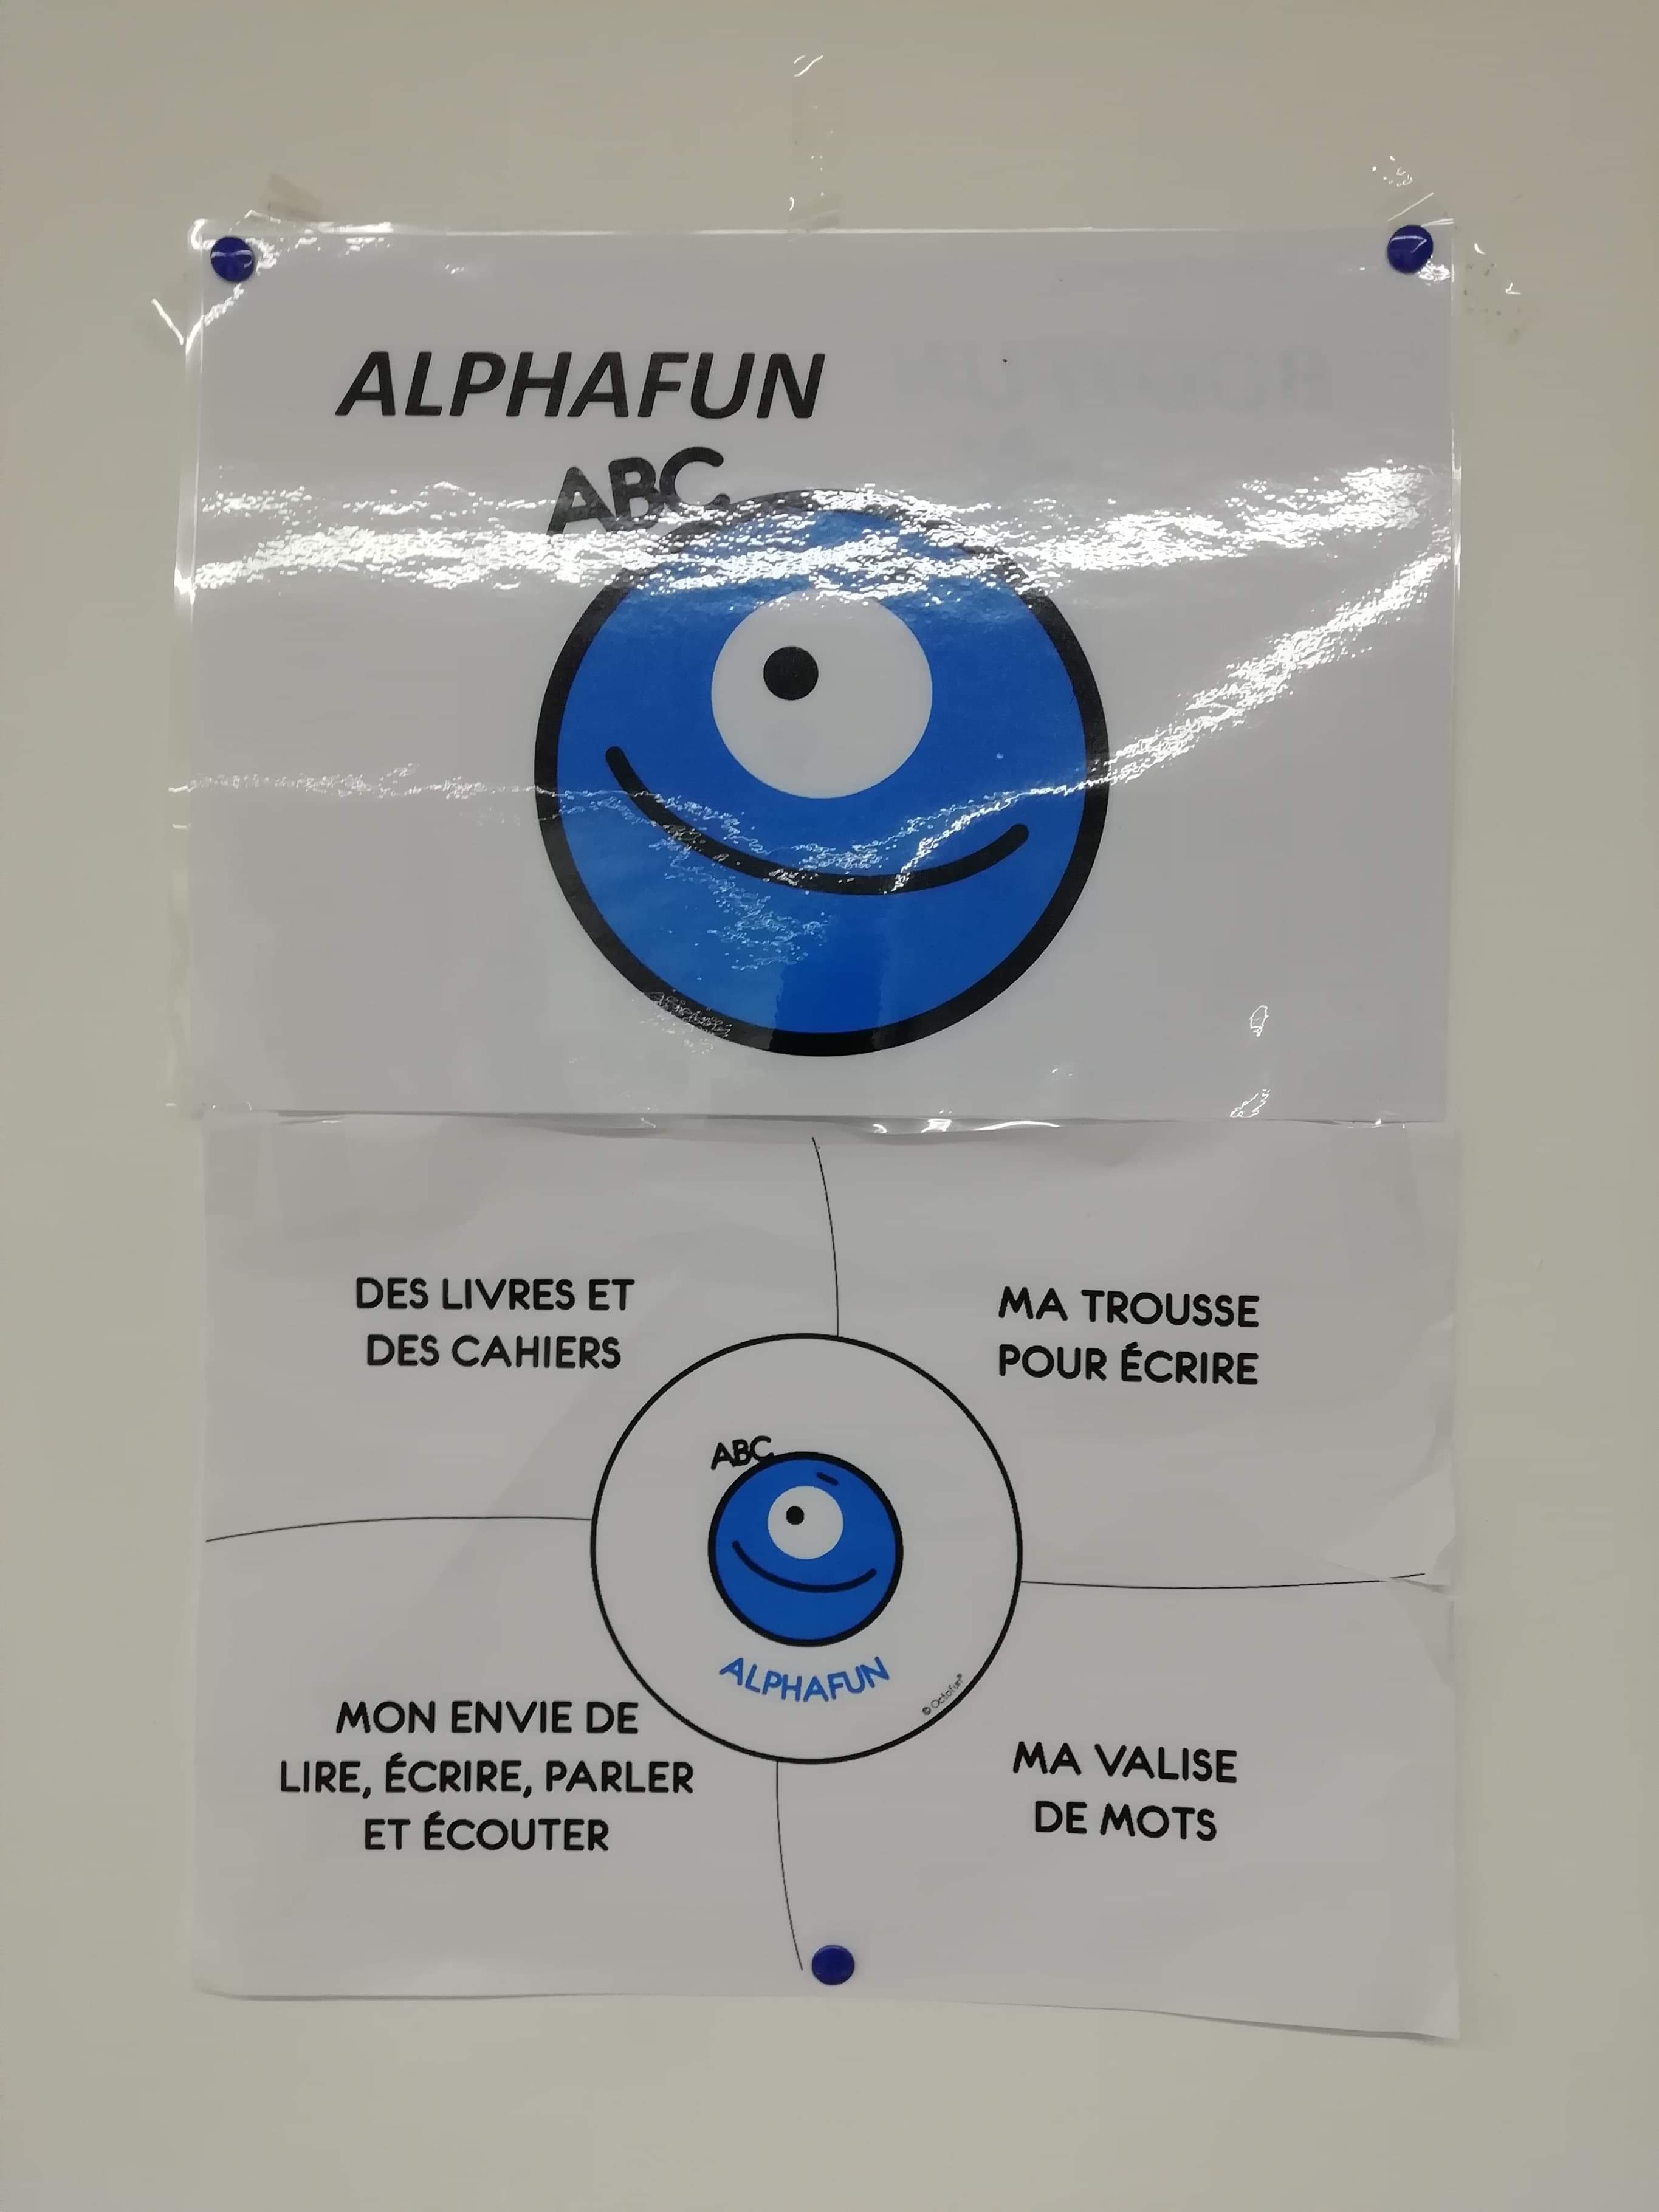 ALPHAFUN
ABC
DES LIVRES ET
DES CAHIERS
MA TROUSSE
POUR ÉCRIRE
ABC
ALPHAFUN
© Octofun®
MON ENVIE DE
LIRE, ÉCRIRE, PARLER
ET ÉCOUTER
MA VALISE
DE MOTS